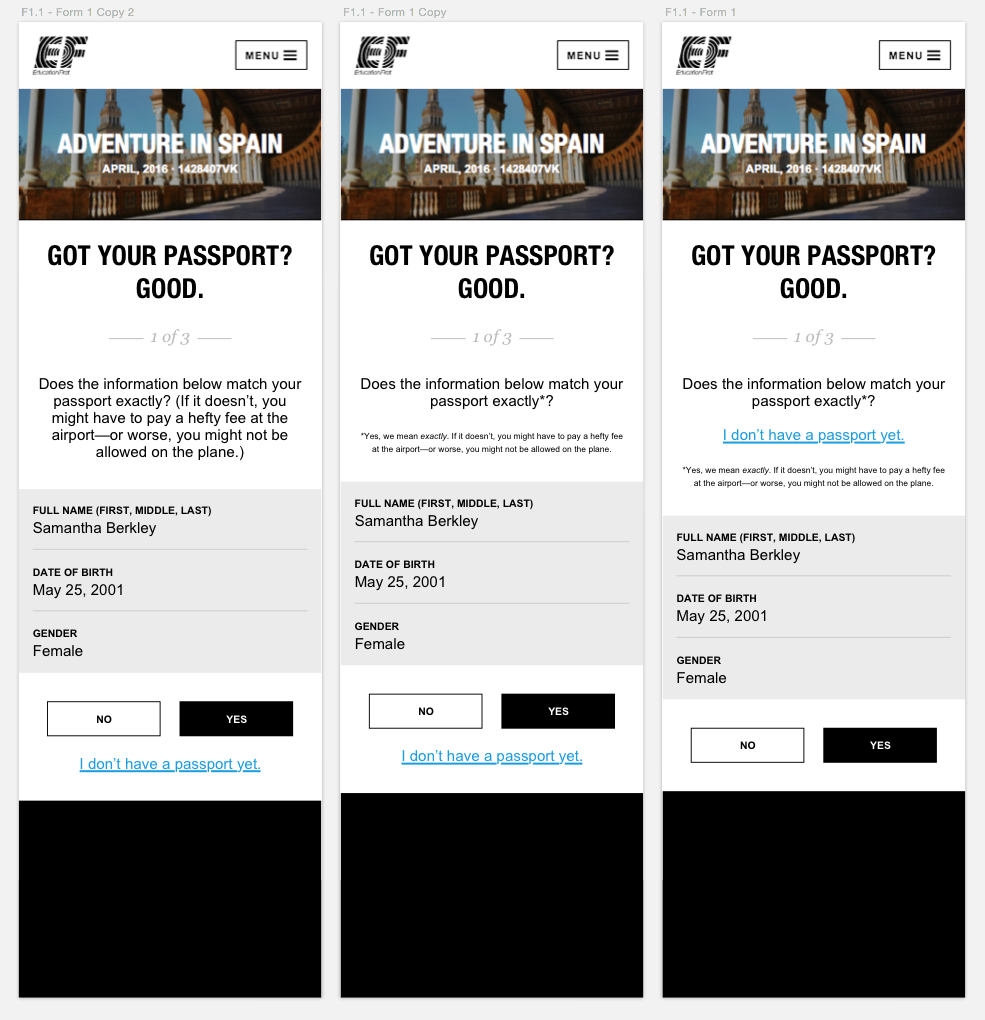 F1.1 - Form 1 Copy 2
EF
EducationFirst
MENU
ADVENTURE IN SPAIN
APRIL, 2016 · 1428407VK
GOT YOUR PASSPORT?
GOOD.
1 of 3
Does the information below match your
passport exactly? (If it doesn’t, you
might have to pay a hefty fee at the
airport—or worse, you might not be
allowed on the plane.)
FULL NAME (FIRST, MIDDLE, LAST)
Samantha Berkley
DATE OF BIRTH
May 25, 2001
GENDER
Female
NO
YES
I don’t have a passport yet.
F1.1 - Form 1 Copy
EF
EducationFirst
MENU
ADVENTURE IN SPAIN
APRIL, 2016 · 1428407VK
GOT YOUR PASSPORT?
GOOD.
1 of 3
Does the information below match your
passport exactly*?
*Yes, we mean exactly. If it doesn’t, you might have to pay a hefty fee
at the airport—or worse, you might not be allowed on the plane.
FULL NAME (FIRST, MIDDLE, LAST)
Samantha Berkley
DATE OF BIRTH
May 25, 2001
GENDER
Female
NO
YES
I don’t have a passport yet.
F1.1 - Form 1
EF
EducationFirst
MENU
ADVENTURE IN SPAIN
APRIL, 2016 · 1428407VK
GOT YOUR PASSPORT?
GOOD.
1 of 3
Does the information below match your
passport exactly*?
I don’t have a passport yet.
*Yes, we mean exactly. If it doesn’t, you might have to pay a hefty fee
at the airport—or worse, you might not be allowed on the plane.
FULL NAME (FIRST, MIDDLE, LAST)
Samantha Berkley
DATE OF BIRTH
May 25, 2001
GENDER
Female
NO
YES